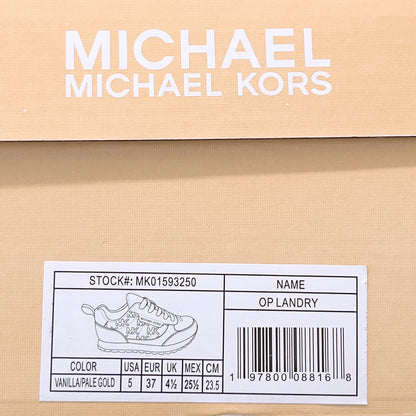 MICHAEL
MICHAEL KORS
STOCK#: MK01593250
NAME
OP LANDRY
COLOR USA EUR UK MEX CM
VANILLA/PALE GOLD 5 37 4½ 25½ 23.5
1 97800 08816 8